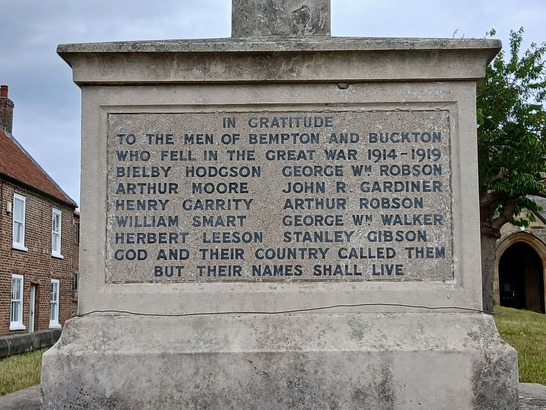 IN GRATITUDE
TO THE MEN OF BEMPTON AND BUCKTON
WHO FELL IN THE GREAT WAR 1914-1919
BIELBY HODGSON GEORGE WM ROBSON
ARTHUR MOORE JOHN R. GARDINER
HENRY GARRITY ARTHUR ROBSON
WILLIAM SMART GEORGE WM WALKER
HERBERT LEESON STANLEY GIBSON
GOD AND THEIR COUNTRY CALLED THEM
BUT THEIR NAMES SHALL LIVE